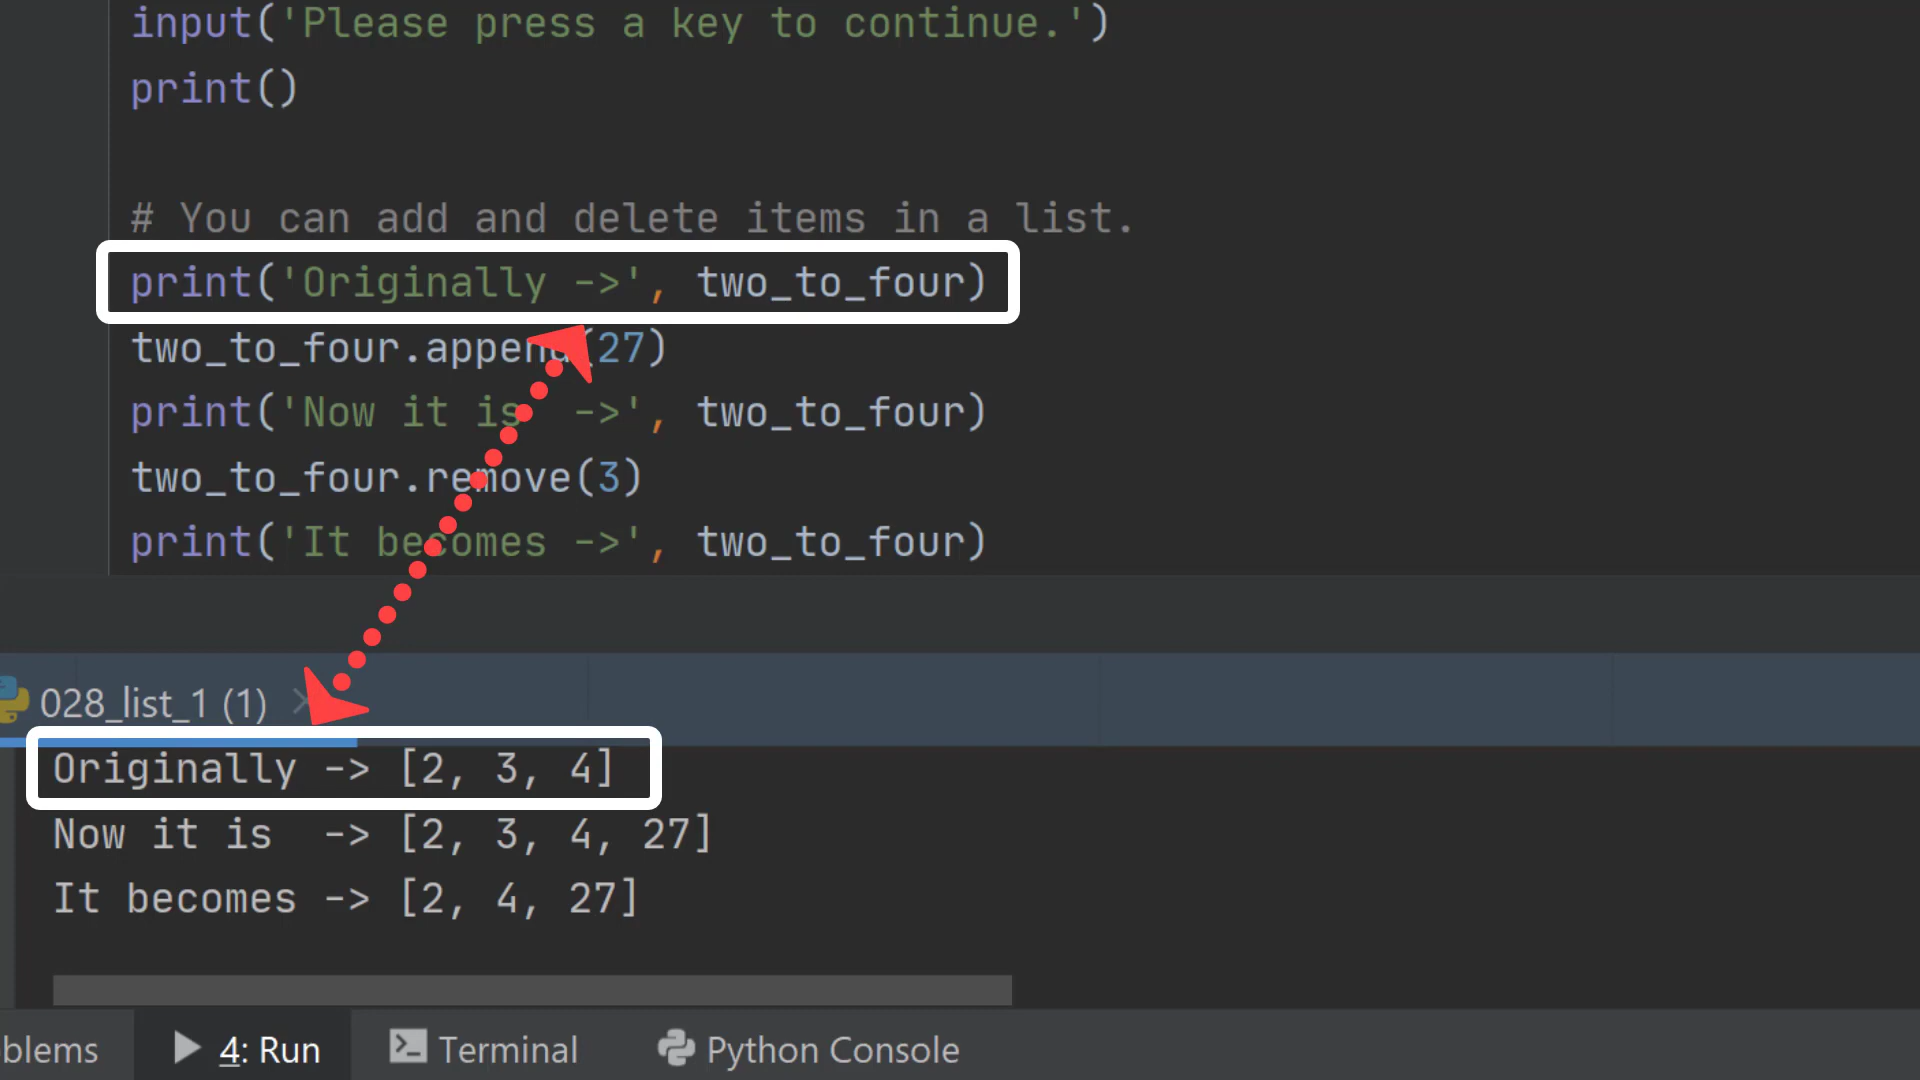 input('Please press a key to continue.')
print()
# You can add and delete items in a list.
print('Originally ->', two_to_four)
two_to_four.append(27)
print('Now it is  ->', two_to_four)
two_to_four.remove(3)
print('It becomes ->', two_to_four)
028_list_1 (1)
Originally -> [2, 3, 4]
Now it is  -> [2, 3, 4, 27]
It becomes -> [2, 4, 27]
blems 4: Run Terminal Python Console